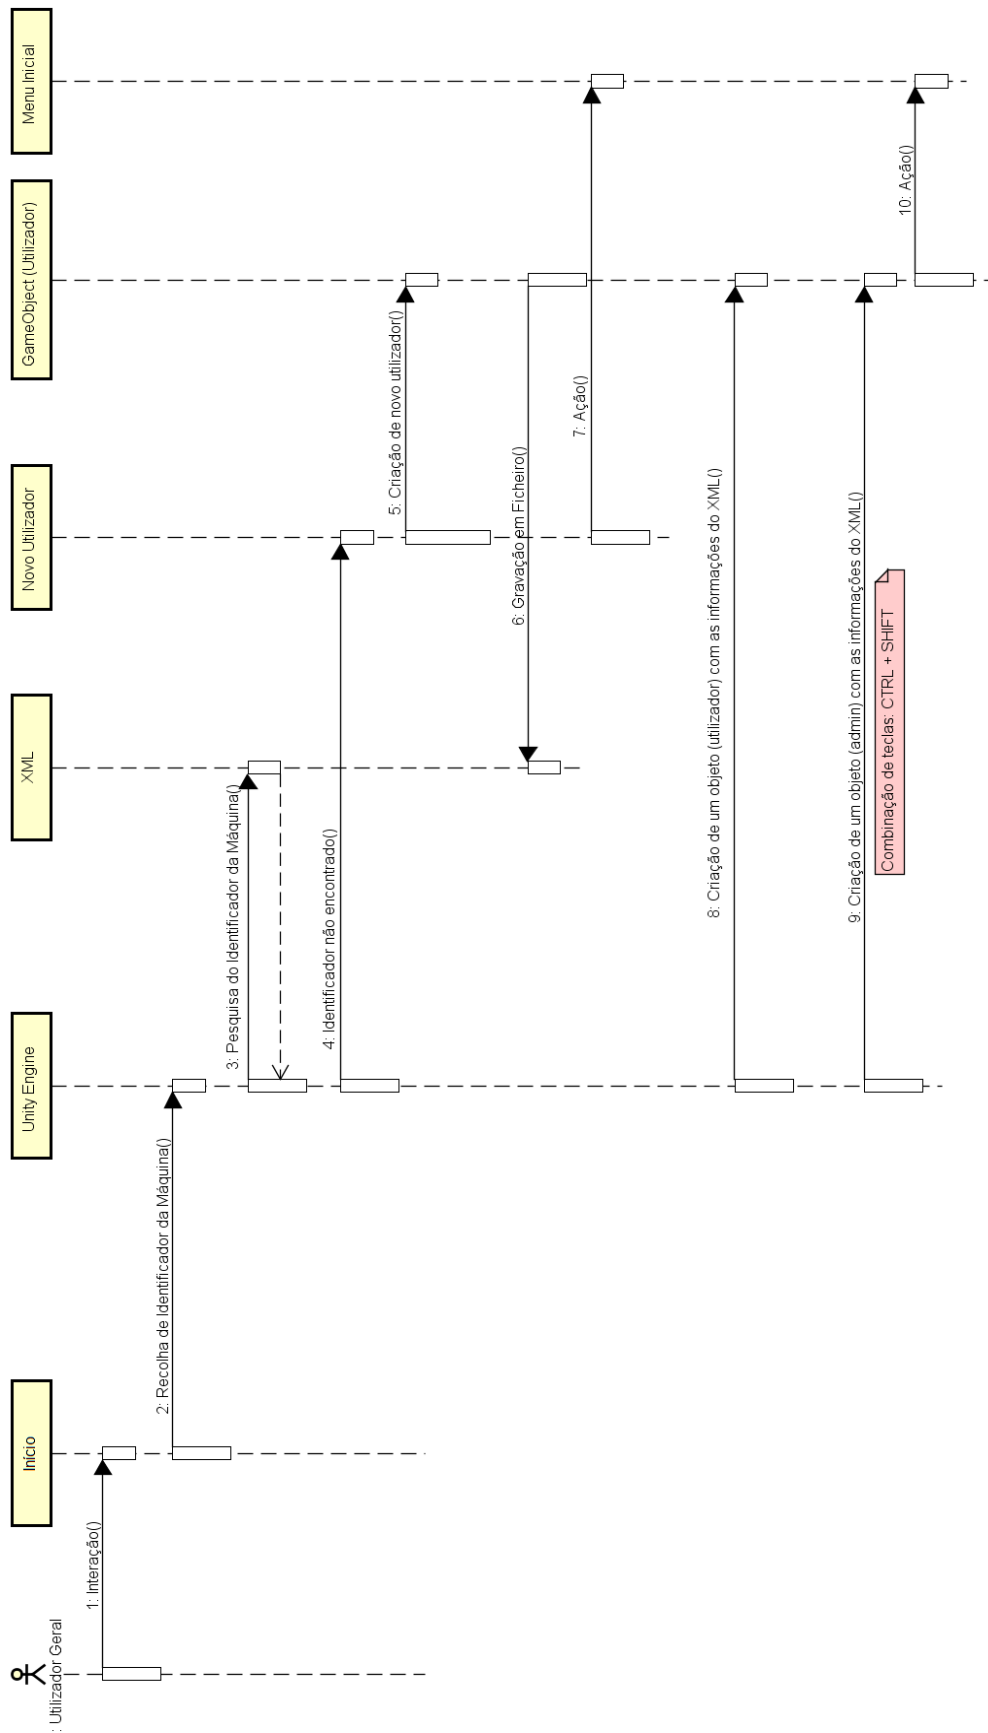 : Utilizador Geral
Início
Unity Engine
XML
Novo Utilizador
GameObject (Utilizador)
Menu Inicial
1: Interação()
2: Recolha de Identificador da Máquina()
3: Pesquisa do Identificador da Máquina()
4: Identificador não encontrado()
5: Criação de novo utilizador()
6: Gravação em Ficheiro()
7: Ação()
8: Criação de um objeto (utilizador) com as informações do XML()
9: Criação de um objeto (admin) com as informações do XML()
Combinação de teclas: CTRL + SHIFT
10: Ação()